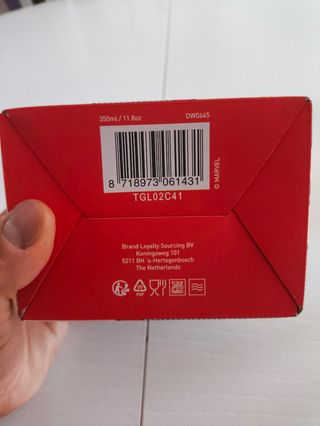 350ml / 11.8oz DW0645
8 718973 061431
© MARVEL
TGL02C41
Brand Loyalty Sourcing BV
Koningsweg 101
5211 BH 's-Hertogenbosch
The Netherlands
PAP